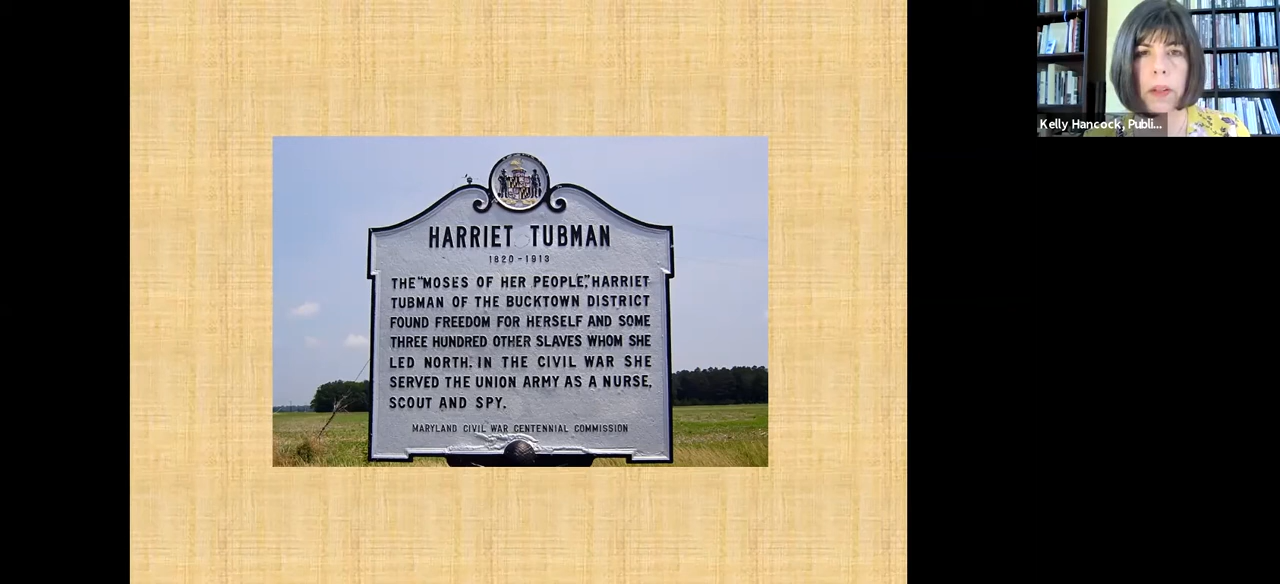 HARRIET TUBMAN
1820-1913
THE "MOSES OF HER PEOPLE," HARRIET
TUBMAN OF THE BUCKTOWN DISTRICT
FOUND FREEDOM FOR HERSELF AND SOME
THREE HUNDRED OTHER SLAVES WHOM SHE
LED NORTH. IN THE CIVIL WAR SHE
SERVED THE UNION ARMY AS A NURSE,
SCOUT AND SPY.
MARYLAND CIVIL WAR CENTENNIAL COMMISSION
Kelly Hancock, Publi...